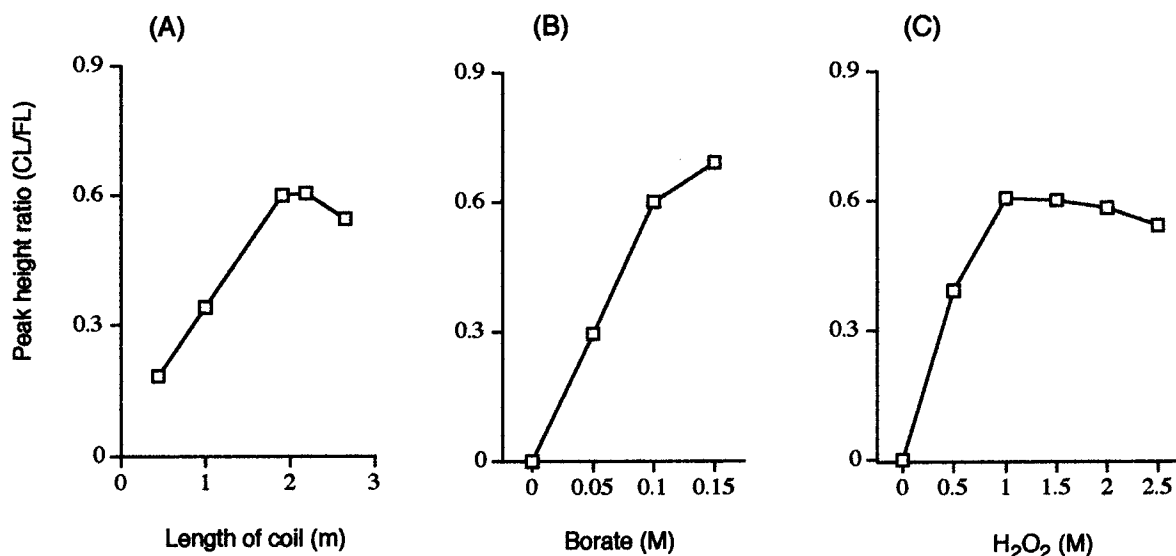 (A)
(B)
(C)
Peak height ratio (CL/FL)
0.9
0.6
0.3
0
0 1 2 3
Length of coil (m)
0.9
0.6
0.3
0
0 0.05 0.1 0.15
Borate (M)
0.9
0.6
0.3
0
0 0.5 1 1.5 2 2.5
H₂O₂ (M)